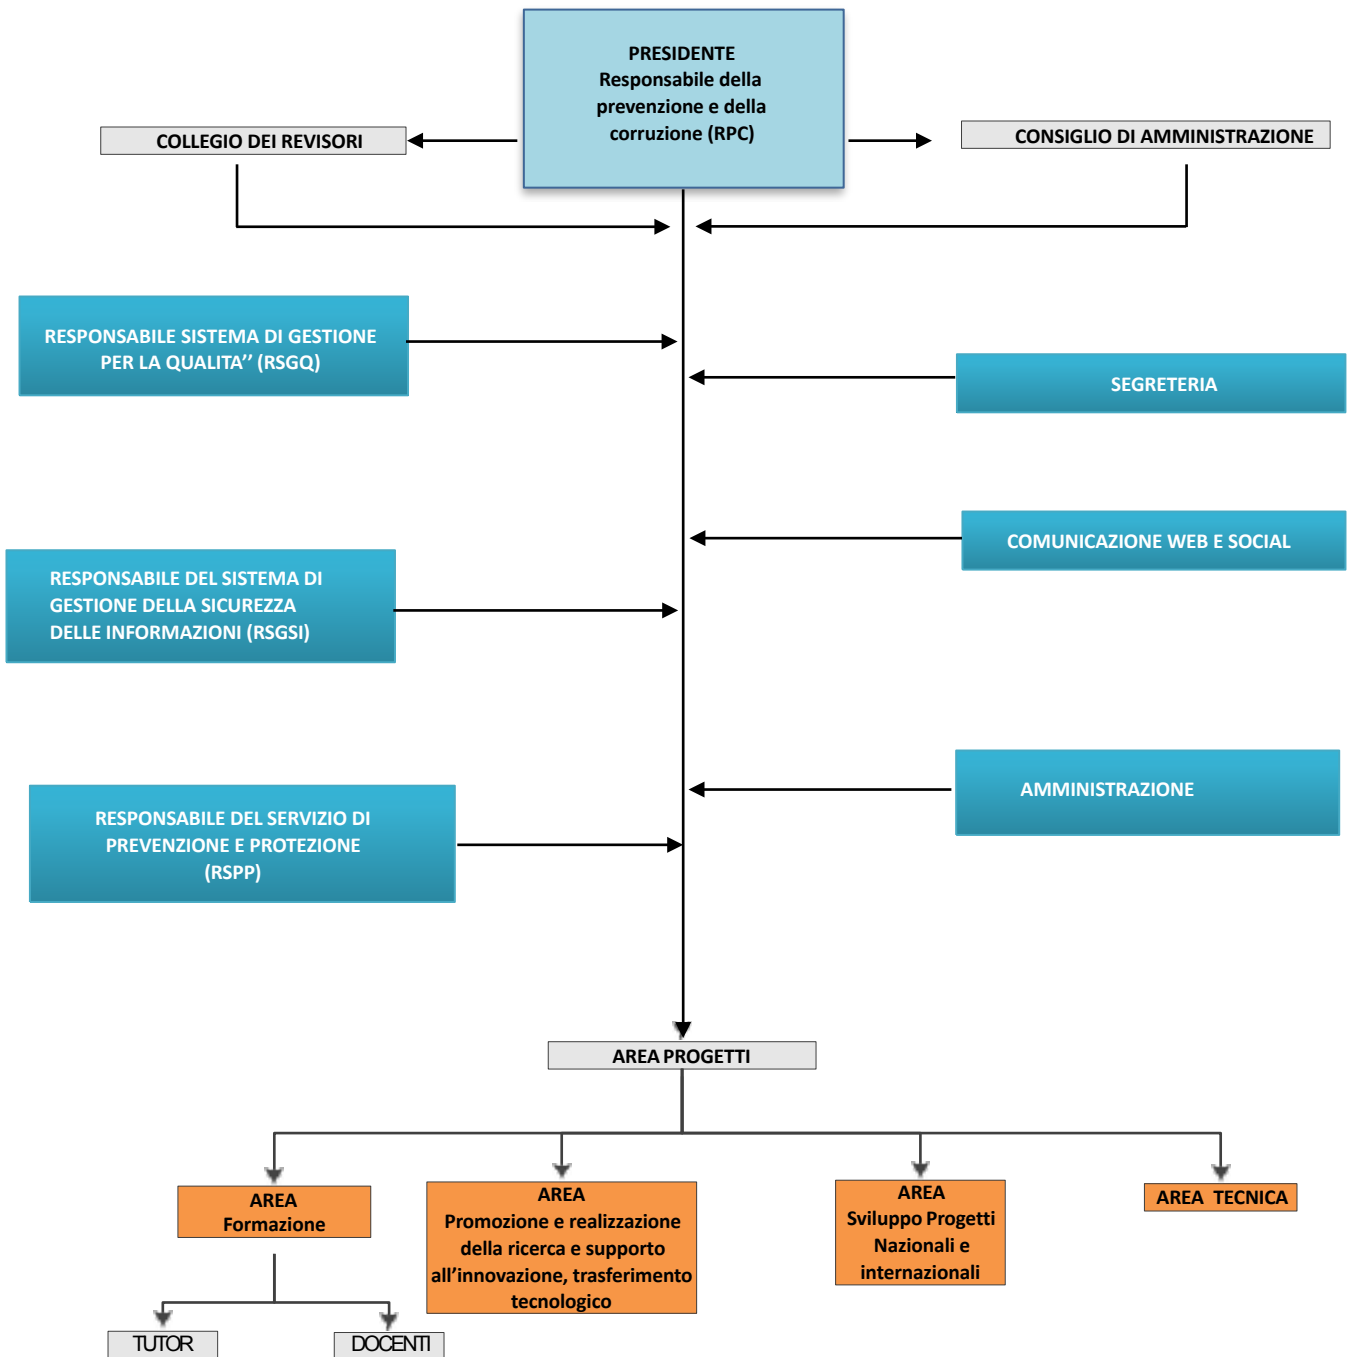 PRESIDENTE
Responsabile della
prevenzione e della
corruzione (RPC)
COLLEGIO DEI REVISORI
CONSIGLIO DI AMMINISTRAZIONE
RESPONSABILE SISTEMA DI GESTIONE
PER LA QUALITA’’ (RSGQ)
SEGRETERIA
COMUNICAZIONE WEB E SOCIAL
RESPONSABILE DEL SISTEMA DI
GESTIONE DELLA SICUREZZA
DELLE INFORMAZIONI (RSGSI)
AMMINISTRAZIONE
RESPONSABILE DEL SERVIZIO DI
PREVENZIONE E PROTEZIONE
(RSPP)
AREA PROGETTI
AREA
Formazione
AREA
Promozione e realizzazione
della ricerca e supporto
all’innovazione, trasferimento
tecnologico
AREA
Sviluppo Progetti
Nazionali e
internazionali
AREA TECNICA
TUTOR
DOCENTI